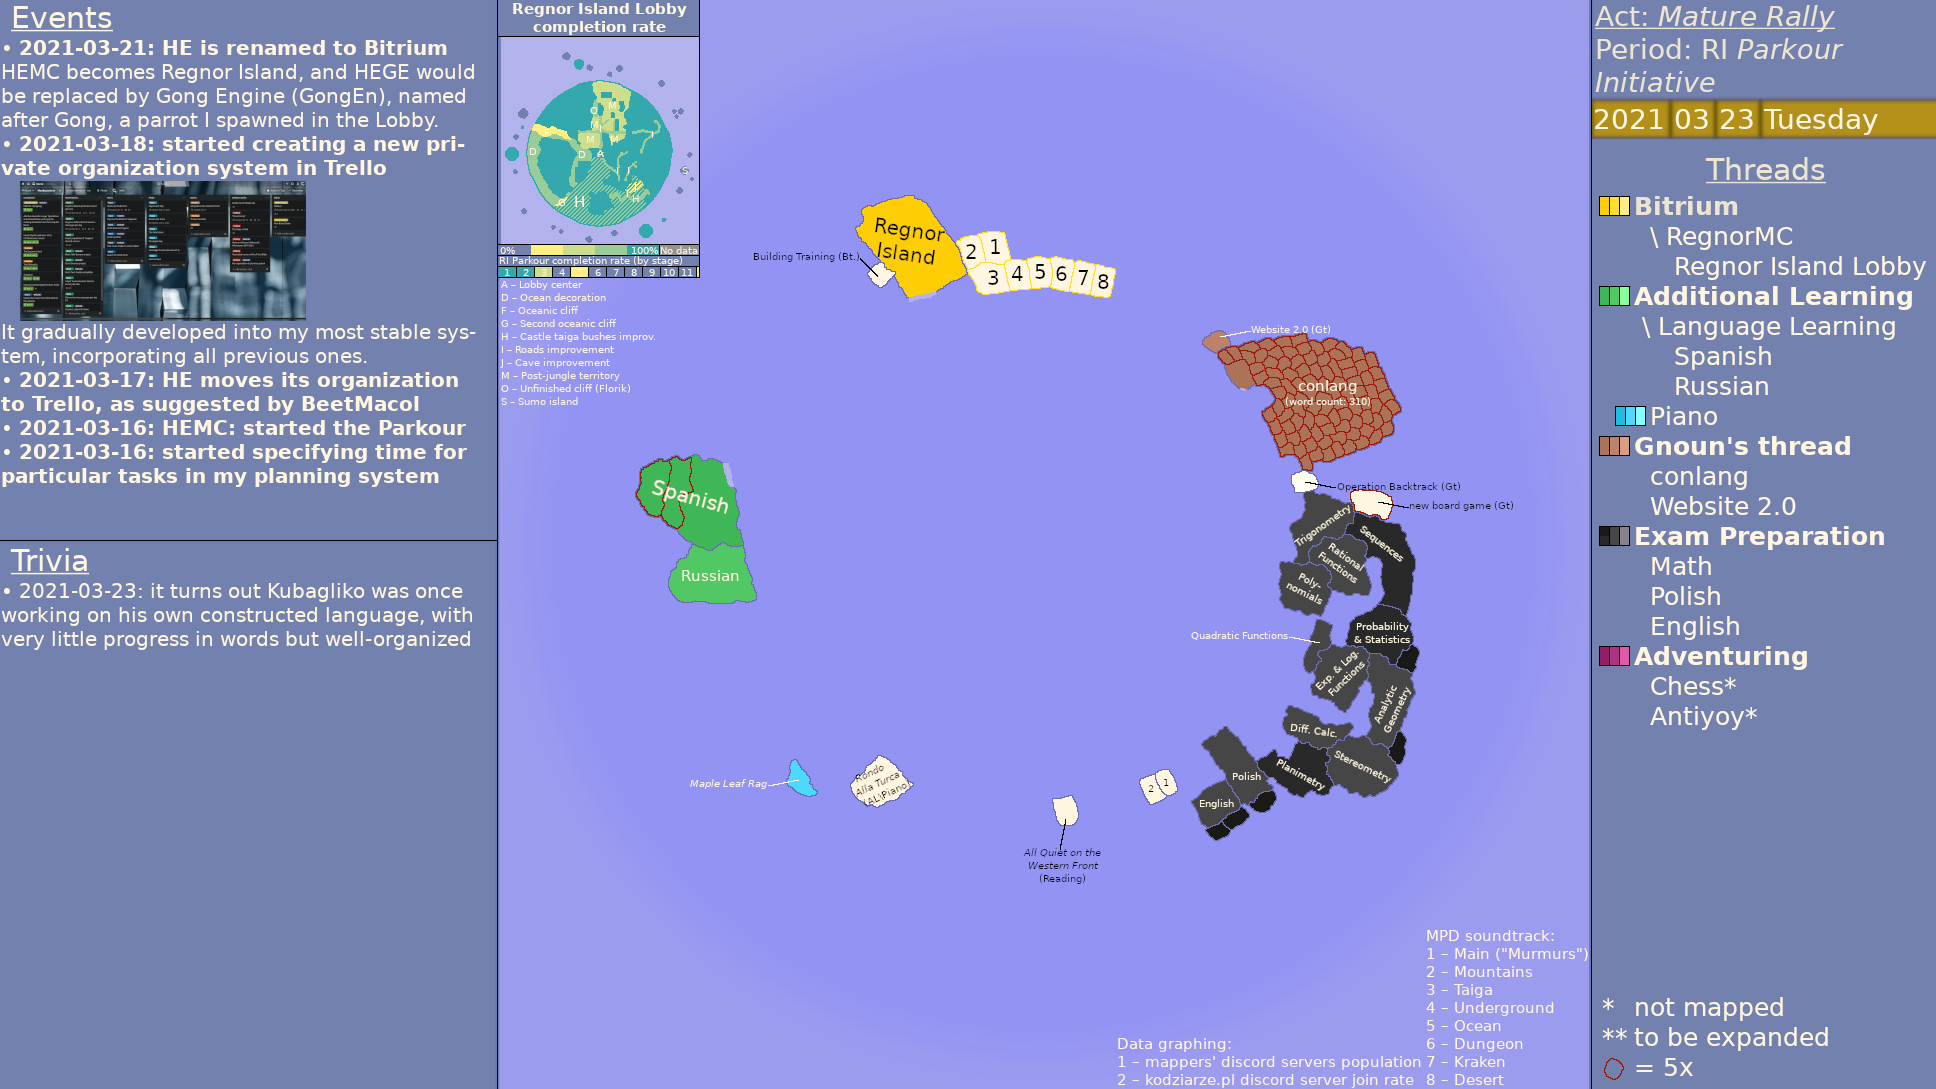 Events
• 2021-03-21: HE is renamed to Bitrium
HEMC becomes Regnor Island, and HEGE would
be replaced by Gong Engine (GongEn), named
after Gong, a parrot I spawned in the Lobby.
• 2021-03-18: started creating a new pri-
vate organization system in Trello
It gradually developed into my most stable sys-
tem, incorporating all previous ones.
• 2021-03-17: HE moves its organization
to Trello, as suggested by BeetMacol
• 2021-03-16: HEMC: started the Parkour
• 2021-03-16: started specifying time for
particular tasks in my planning system
Trivia
• 2021-03-23: it turns out Kubagliko was once
working on his own constructed language, with
very little progress in words but well-organized
Regnor Island Lobby
completion rate
O
M
M
M
M
I
D
D
A
S
J
I
F
H
G
H
0% 100% No data
RI Parkour completion rate (by stage)
1 2 3 4 5 6 7 8 9 10 11
A – Lobby center
D – Ocean decoration
F – Oceanic cliff
G – Second oceanic cliff
H – Castle taiga bushes improv.
I – Roads improvement
J – Cave improvement
M – Post-jungle territory
O – Unfinished cliff (Florik)
S – Sumo island
Regnor
Island
Building Training (Bt.)
2 1
3 4 5 6 7 8
Website 2.0 (Gt)
conlang
(word count: 310)
Operation Backtrack (Gt)
new board game (Gt)
Spanish
Russian
Trigonometry
Sequences
Rational
Functions
Poly-
nomials
Quadratic Functions
Probability
& Statistics
Exp. & Log.
Functions
Analytic
Geometry
Diff. Calc.
Stereometry
Planimetry
Polish
English
Maple Leaf Rag
Rondo
Alla Turca
(AL\Piano)
2 1
All Quiet on the
Western Front
(Reading)
Data graphing:
1 – mappers' discord servers population
2 – kodziarze.pl discord server join rate
MPD soundtrack:
1 – Main ("Murmurs")
2 – Mountains
3 – Taiga
4 – Underground
5 – Ocean
6 – Dungeon
7 – Kraken
8 – Desert
Act: Mature Rally
Period: RI Parkour
Initiative
2021 03 23 Tuesday
Threads
Bitrium
\ RegnorMC
Regnor Island Lobby
Additional Learning
\ Language Learning
Spanish
Russian
Piano
Gnoun's thread
conlang
Website 2.0
Exam Preparation
Math
Polish
English
Adventuring
Chess*
Antiyoy*
* not mapped
** to be expanded
= 5x